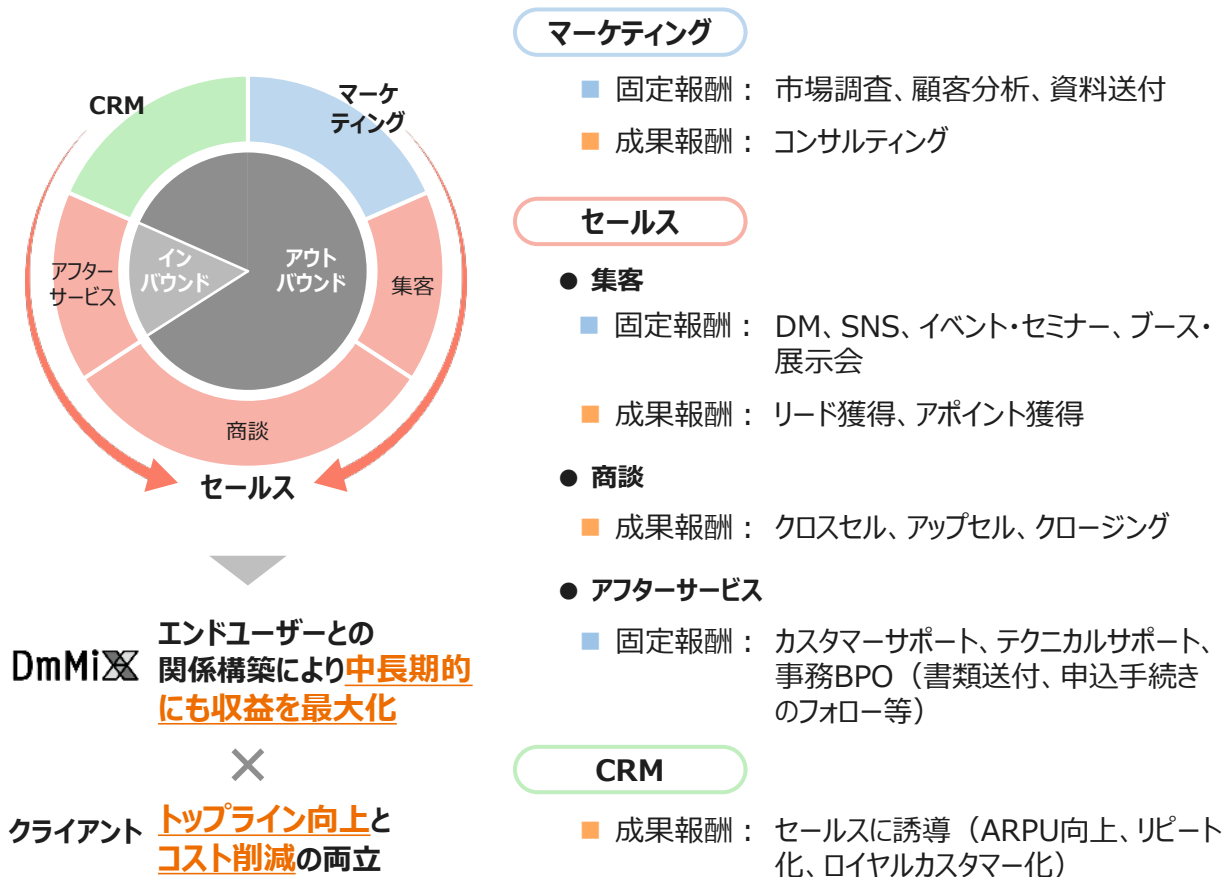 CRM
マーケ
ティング
アフター
サービス
イン
バウンド
アウト
バウンド
集客
商談
セールス
DmMiX
エンドユーザーとの
関係構築により中長期的
にも収益を最大化
×
クライアント
トップライン向上と
コスト削減の両立
マーケティング
■ 固定報酬： 市場調査、顧客分析、資料送付
■ 成果報酬： コンサルティング
セールス
● 集客
■ 固定報酬： DM、SNS、イベント・セミナー、ブース・
展示会
■ 成果報酬： リード獲得、アポイント獲得
● 商談
■ 成果報酬： クロスセル、アップセル、クロージング
● アフターサービス
■ 固定報酬： カスタマーサポート、テクニカルサポート、
事務BPO（書類送付、申込手続き
のフォロー等）
CRM
■ 成果報酬： セールスに誘導（ARPU向上、リピート
化、ロイヤルカスタマー化）